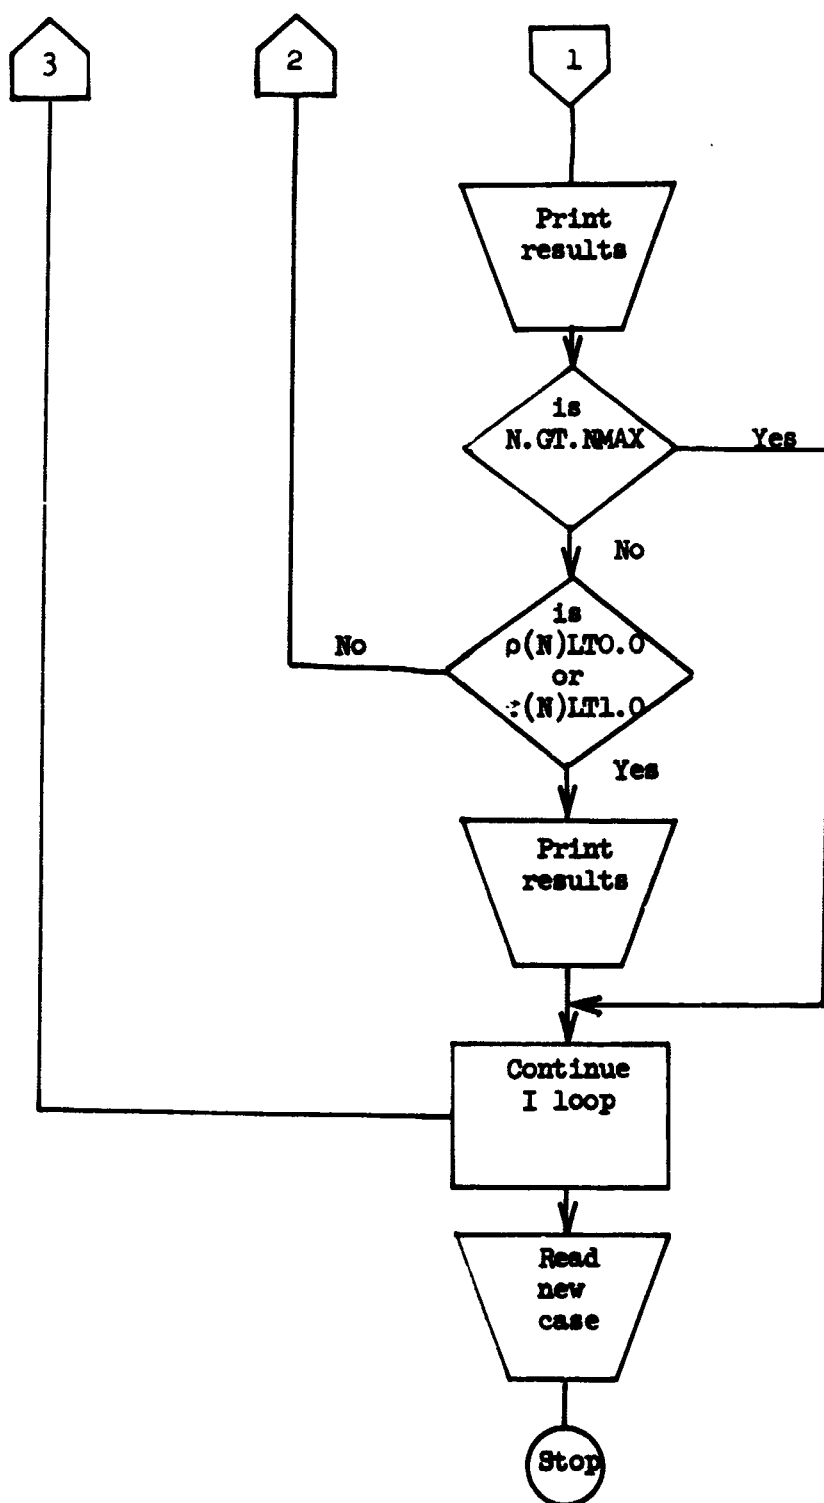 3
2
1
Print
results
is
N.GT.NMAX
Yes
No
is
ρ(N)LT0.0
or
(N)LT1.0
No
Yes
Print
results
Continue
I loop
Read
new
case
Stop